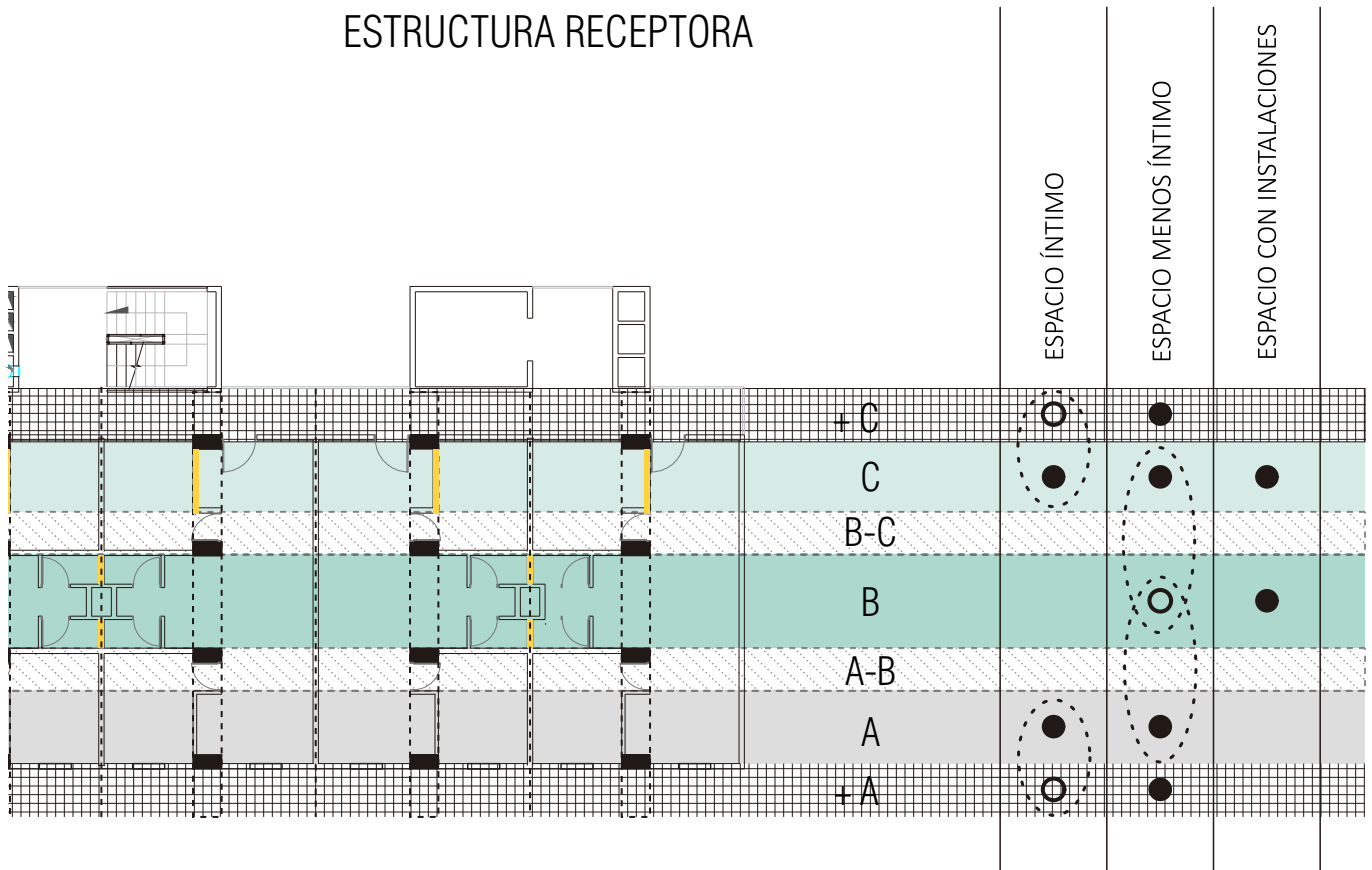 ESTRUCTURA RECEPTORA
ESPACIO ÍNTIMO
ESPACIO MENOS ÍNTIMO
ESPACIO CON INSTALACIONES
+ C
C
B-C
B
A-B
A
+ A